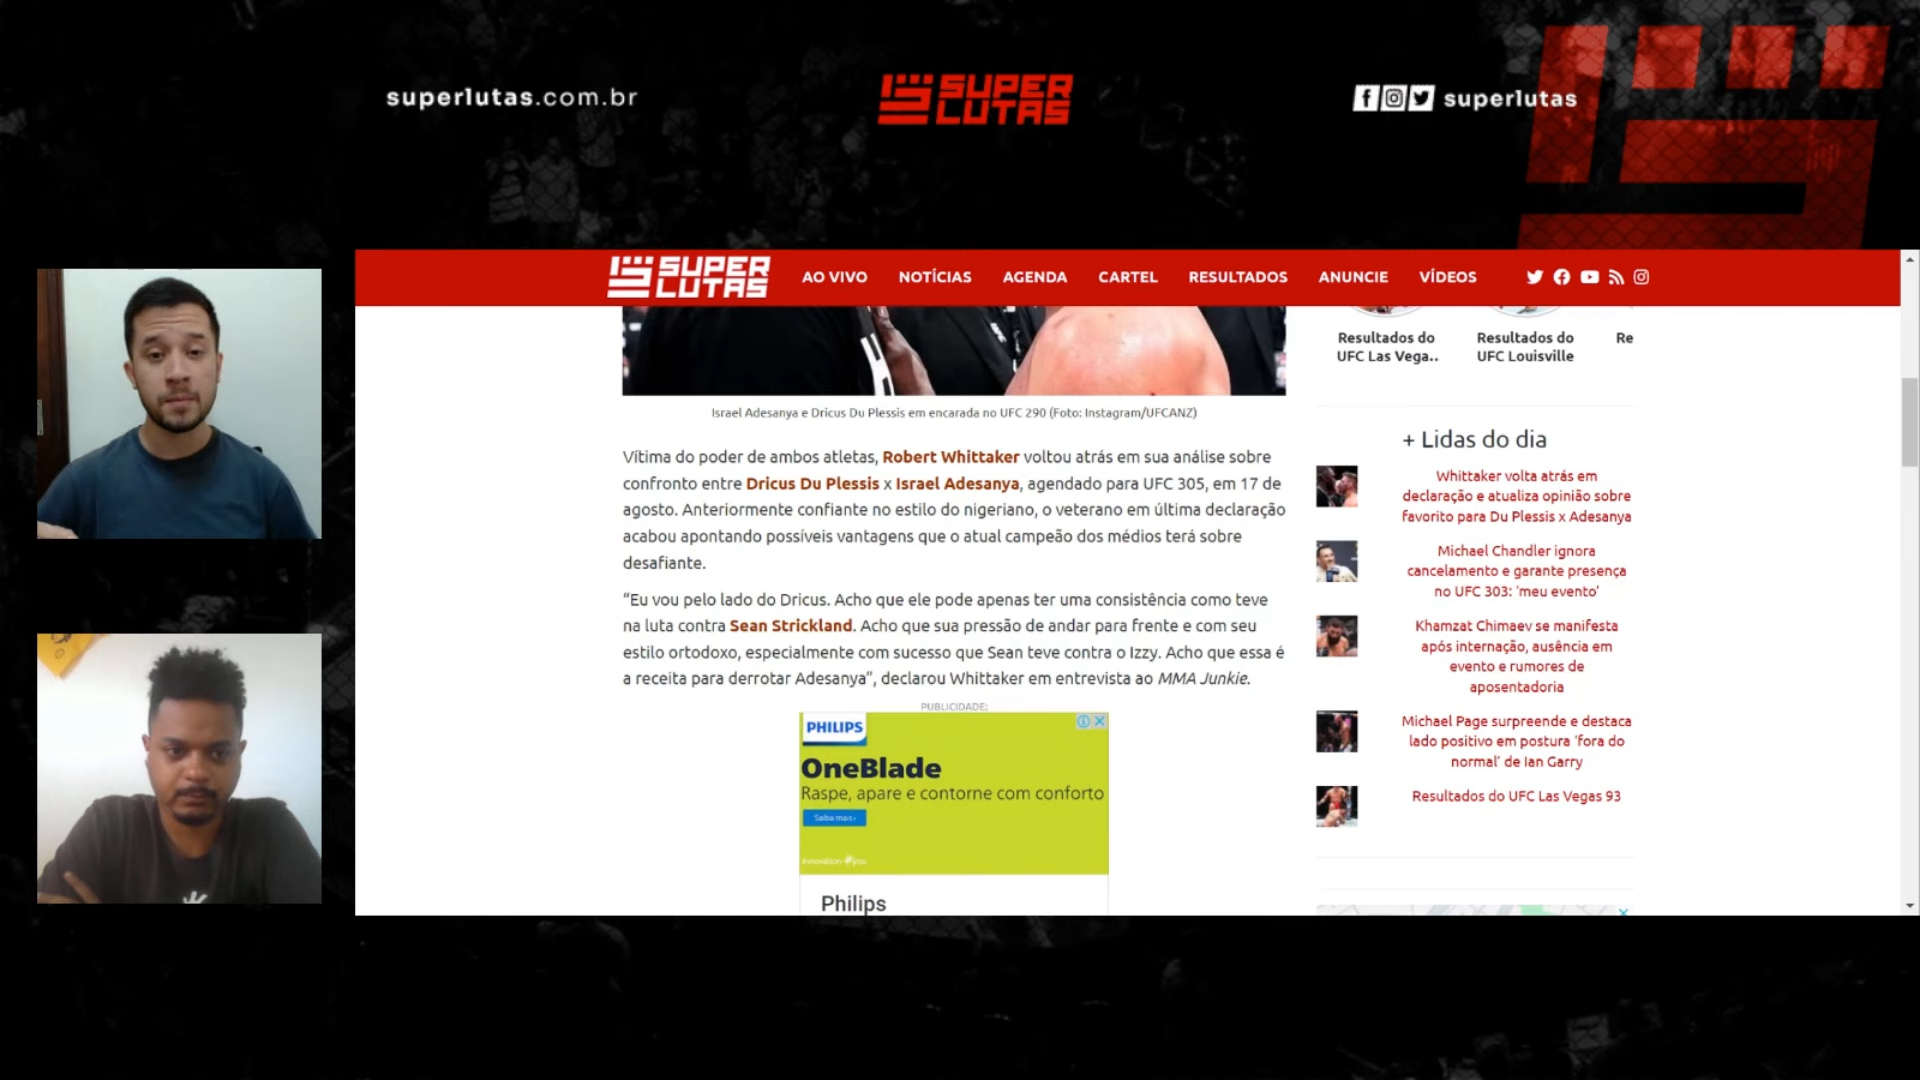 superlutas.com.br
SUPER
LUTAS
superlutas
SUPER
LUTAS
AO VIVO
NOTÍCIAS
AGENDA
CARTEL
RESULTADOS
ANUNCIE
VÍDEOS
Israel Adesanya e Dricus Du Plessis em encarada no UFC 290 (Foto: Instagram/UFCANZ)
Vítima do poder de ambos atletas, Robert Whittaker voltou atrás em sua análise sobre
confronto entre Dricus Du Plessis x Israel Adesanya, agendado para UFC 305, em 17 de
agosto. Anteriormente confiante no estilo do nigeriano, o veterano em última declaração
acabou apontando possíveis vantagens que o atual campeão dos médios terá sobre
desafiante.
“Eu vou pelo lado do Dricus. Acho que ele pode apenas ter uma consistência como teve
na luta contra Sean Strickland. Acho que sua pressão de andar para frente e com seu
estilo ortodoxo, especialmente com sucesso que Sean teve contra o Izzy. Acho que essa é
a receita para derrotar Adesanya”, declarou Whittaker em entrevista ao MMA Junkie.
PUBLICIDADE:
PHILIPS
OneBlade
Raspe, apare e contorne com conforto
Saiba mais ›
innovation you
Philips
Resultados do
UFC Las Vega..
Resultados do
UFC Louisville
Re
+ Lidas do dia
Whittaker volta atrás em
declaração e atualiza opinião sobre
favorito para Du Plessis x Adesanya
Michael Chandler ignora
cancelamento e garante presença
no UFC 303: ‘meu evento’
Khamzat Chimaev se manifesta
após internação, ausência em
evento e rumores de
aposentadoria
Michael Page surpreende e destaca
lado positivo em postura ‘fora do
normal’ de Ian Garry
Resultados do UFC Las Vegas 93